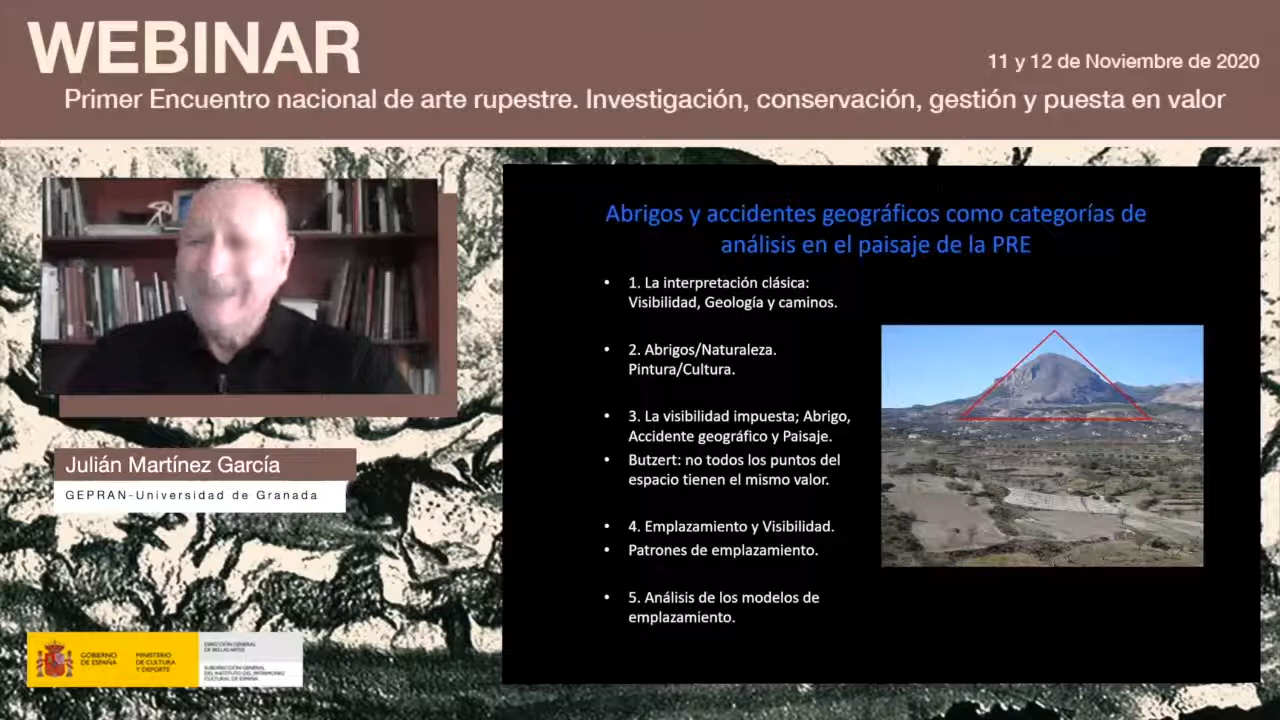 WEBINAR
11 y 12 de Noviembre de 2020
Primer Encuentro nacional de arte rupestre. Investigación, conservación, gestión y puesta en valor
Abrigos y accidentes geográficos como categorías de
análisis en el paisaje de la PRE
• 1. La interpretación clásica:
Visibilidad, Geología y caminos.
• 2. Abrigos/Naturaleza.
Pintura/Cultura.
• 3. La visibilidad impuesta; Abrigo,
Accidente geográfico y Paisaje.
• Butzert: no todos los puntos del
espacio tienen el mismo valor.
• 4. Emplazamiento y Visibilidad.
• Patrones de emplazamiento.
• 5. Análisis de los modelos de
emplazamiento.
Julián Martínez García
GEPRAN-Universidad de Granada
GOBIERNO
DE ESPAÑA
MINISTERIO
DE CULTURA
Y DEPORTE
DIRECCIÓN GENERAL
DE BELLAS ARTES
SUBDIRECCIÓN GENERAL
DEL INSTITUTO DEL PATRIMONIO
CULTURAL DE ESPAÑA